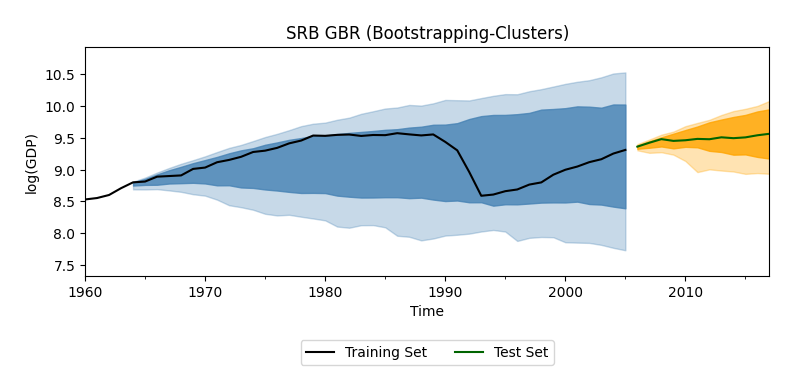 SRB GBR (Bootstrapping-Clusters)
10.5
10.0
9.5
9.0
8.5
8.0
7.5
log(GDP)
1960 1970 1980 1990 2000 2010
Time
Training Set Test Set